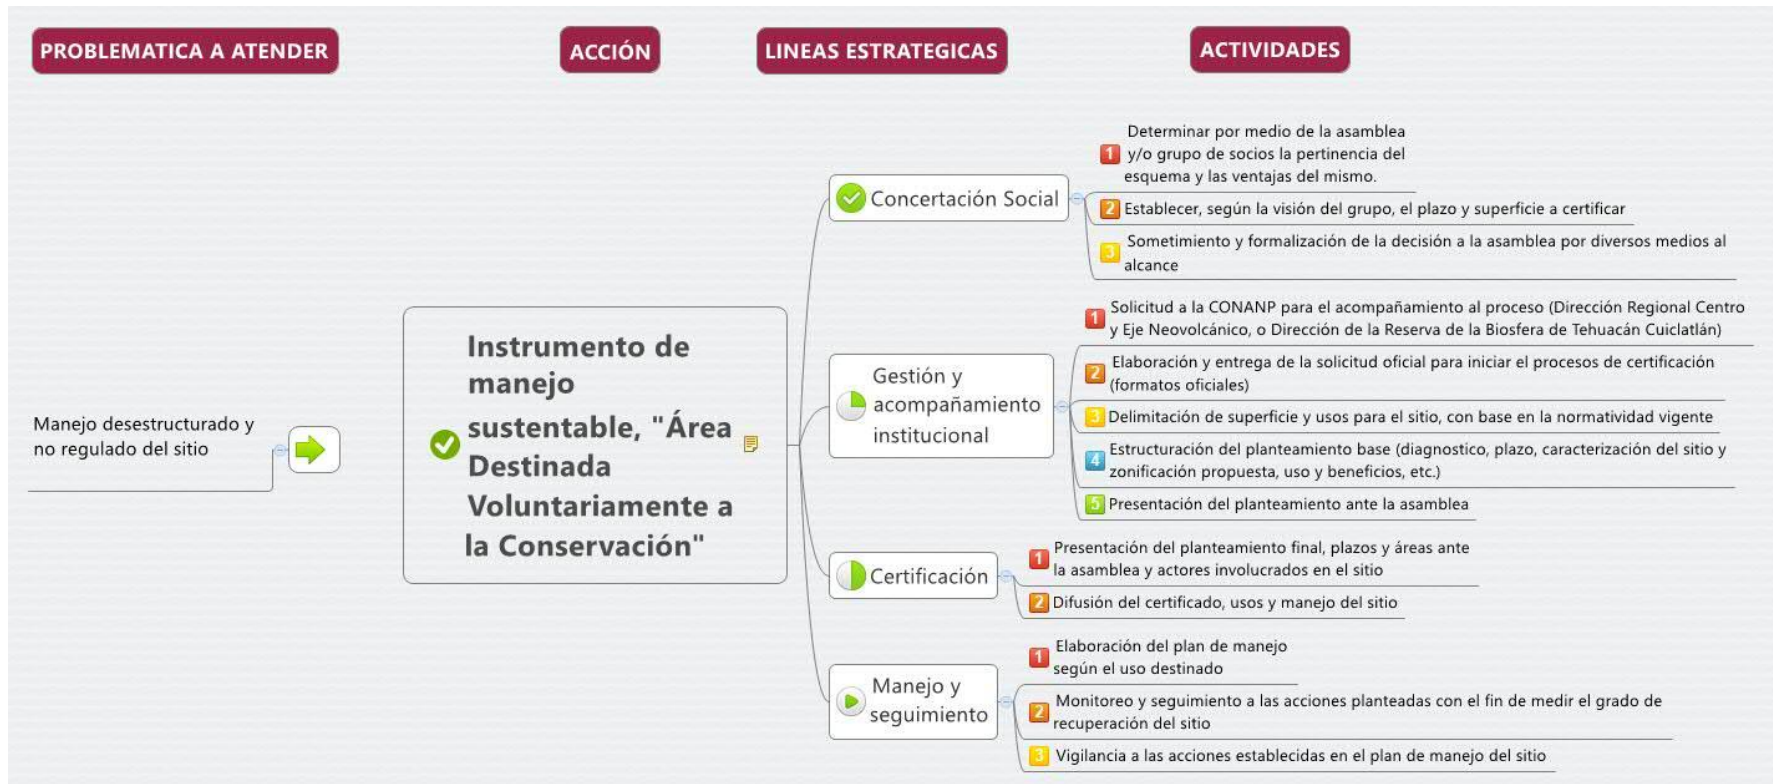 PROBLEMATICA A ATENDER
ACCIÓN
LINEAS ESTRATEGICAS
ACTIVIDADES
Manejo desestructurado y
no regulado del sitio
Instrumento de
manejo
sustentable, "Área
Destinada
Voluntariamente a
la Conservación"
Concertación Social
1
Determinar por medio de la asamblea
y/o grupo de socios la pertinencia del
esquema y las ventajas del mismo.
2 Establecer, según la visión del grupo, el plazo y superficie a certificar
3
Sometimiento y formalización de la decisión a la asamblea por diversos medios al
alcance
Gestión y
acompañamiento
institucional
1
Solicitud a la CONANP para el acompañamiento al proceso (Dirección Regional Centro
y Eje Neovolcánico, o Dirección de la Reserva de la Biosfera de Tehuacán Cuiclatlán)
2
Elaboración y entrega de la solicitud oficial para iniciar el procesos de certificación
(formatos oficiales)
3 Delimitación de superficie y usos para el sitio, con base en la normatividad vigente
4
Estructuración del planteamiento base (diagnostico, plazo, caracterización del sitio y
zonificación propuesta, uso y beneficios, etc.)
5 Presentación del planteamiento ante la asamblea
Certificación
1
Presentación del planteamiento final, plazos y áreas ante
la asamblea y actores involucrados en el sitio
2 Difusión del certificado, usos y manejo del sitio
Manejo y
seguimiento
1
Elaboración del plan de manejo
según el uso destinado
2
Monitoreo y seguimiento a las acciones planteadas con el fin de medir el grado de
recuperación del sitio
3 Vigilancia a las acciones establecidas en el plan de manejo del sitio